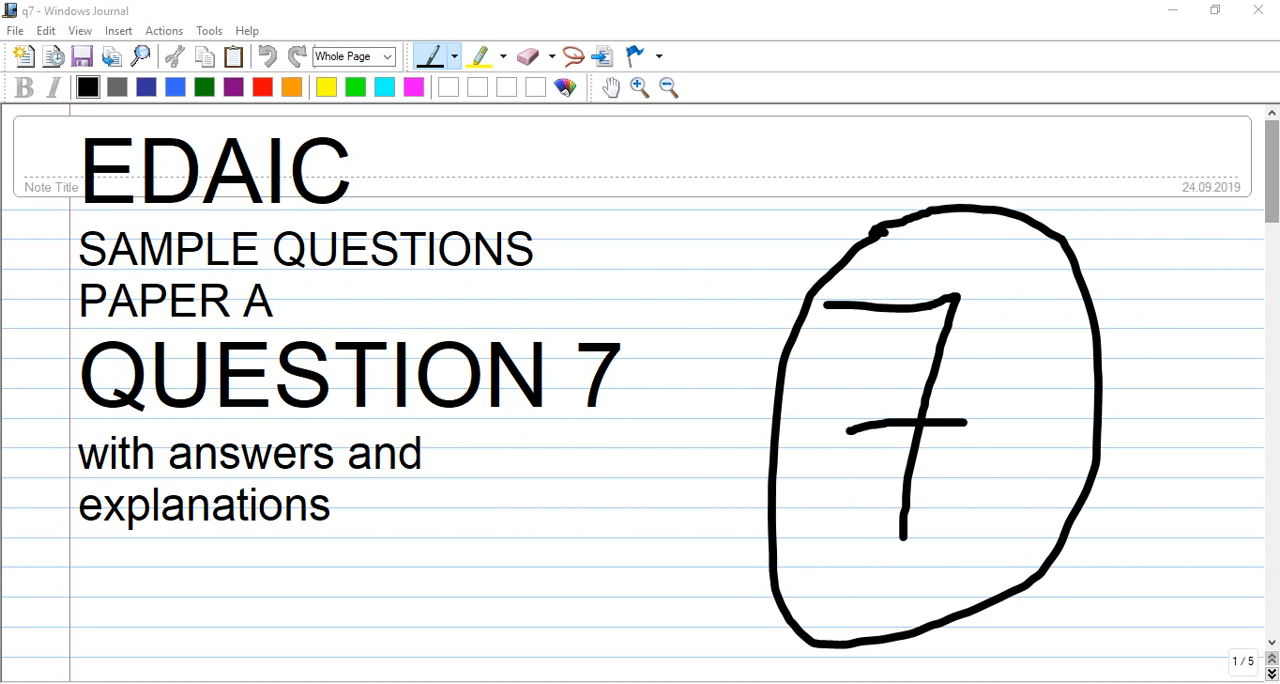 q7 - Windows Journal
File Edit View Insert Actions Tools Help
Whole Page
B I
EDAIC
Note Title
24.09.2019
SAMPLE QUESTIONS
PAPER A
QUESTION 7
with answers and
explanations
7
1 / 5